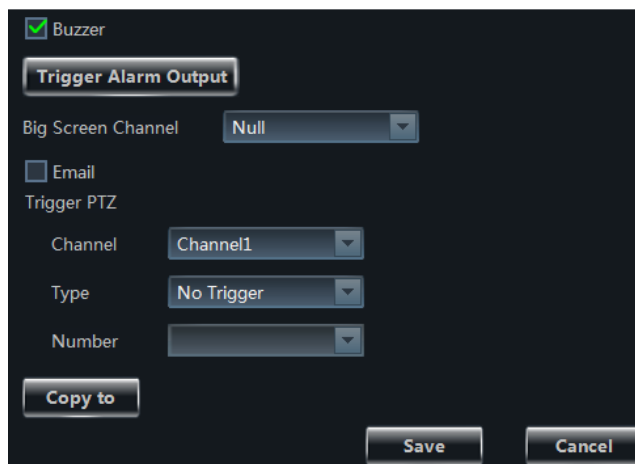 Buzzer
Trigger Alarm Output
Big Screen Channel Null
Email
Trigger PTZ
Channel Channel1
Type No Trigger
Number
Copy to
Save Cancel